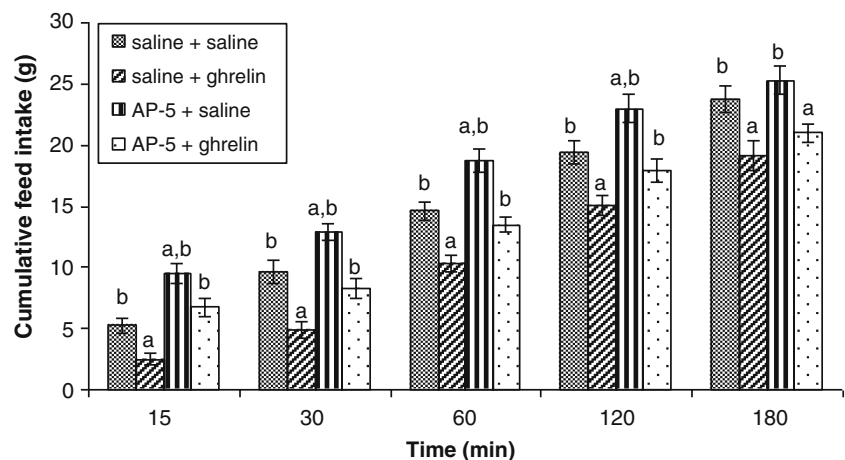 Cumulative feed intake (g)
30
25
20
15
10
5
0
saline + saline
saline + ghrelin
AP-5 + saline
AP-5 + ghrelin
b
a
a,b
b
b
a
a,b
b
b
a
a,b
b
b
a
a,b
b
b
a
b
a
15 30 60 120 180
Time (min)